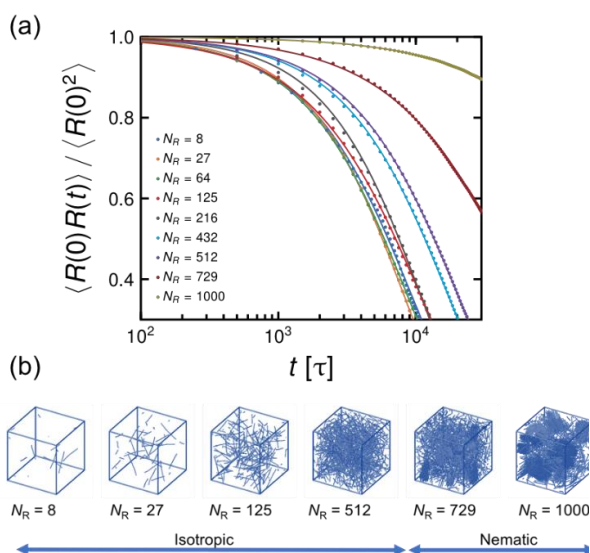 (a)
⟨R(0)R(t)⟩ / ⟨R(0)²⟩
1.0
0.8
0.6
0.4
N_R = 8
N_R = 27
N_R = 64
N_R = 125
N_R = 216
N_R = 432
N_R = 512
N_R = 729
N_R = 1000
10² 10³ 10⁴
t [τ]
(b)
N_R = 8 N_R = 27 N_R = 125 N_R = 512 N_R = 729 N_R = 1000
Isotropic Nematic